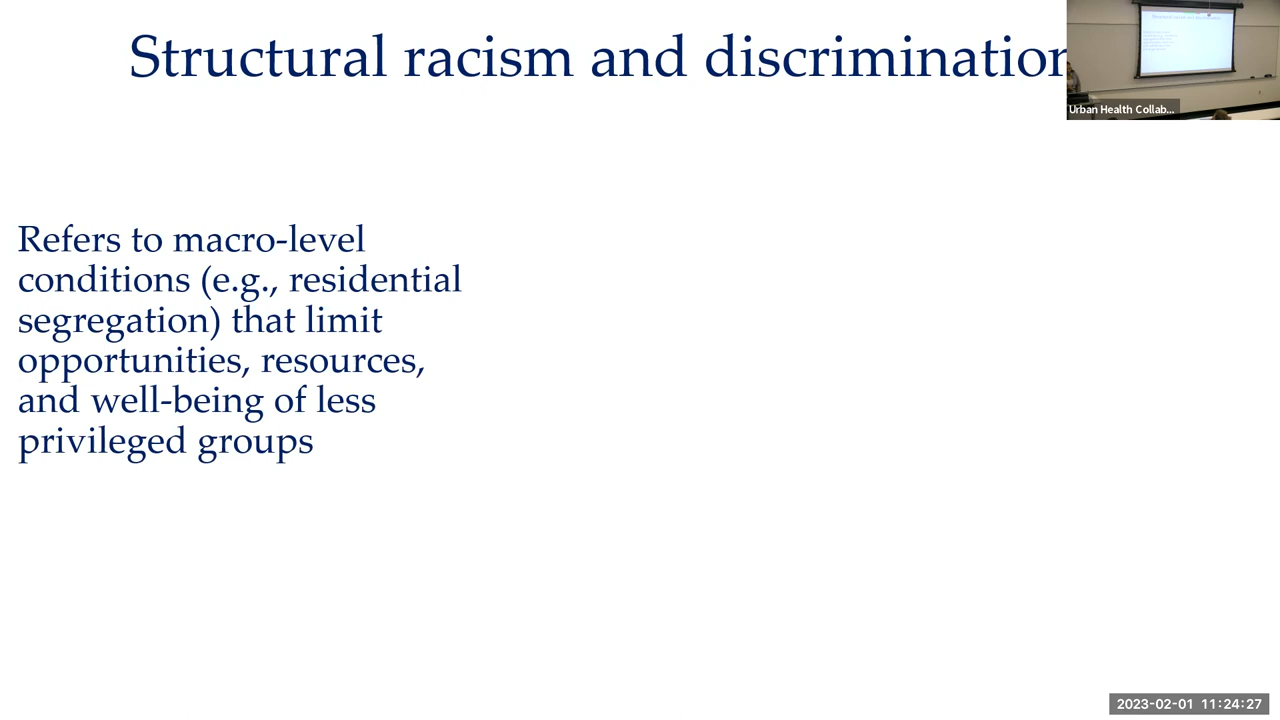 Structural racism and discrimination
Urban Health Collab...
Refers to macro-level
conditions (e.g., residential
segregation) that limit
opportunities, resources,
and well-being of less
privileged groups
2023-02-01 11:24:27